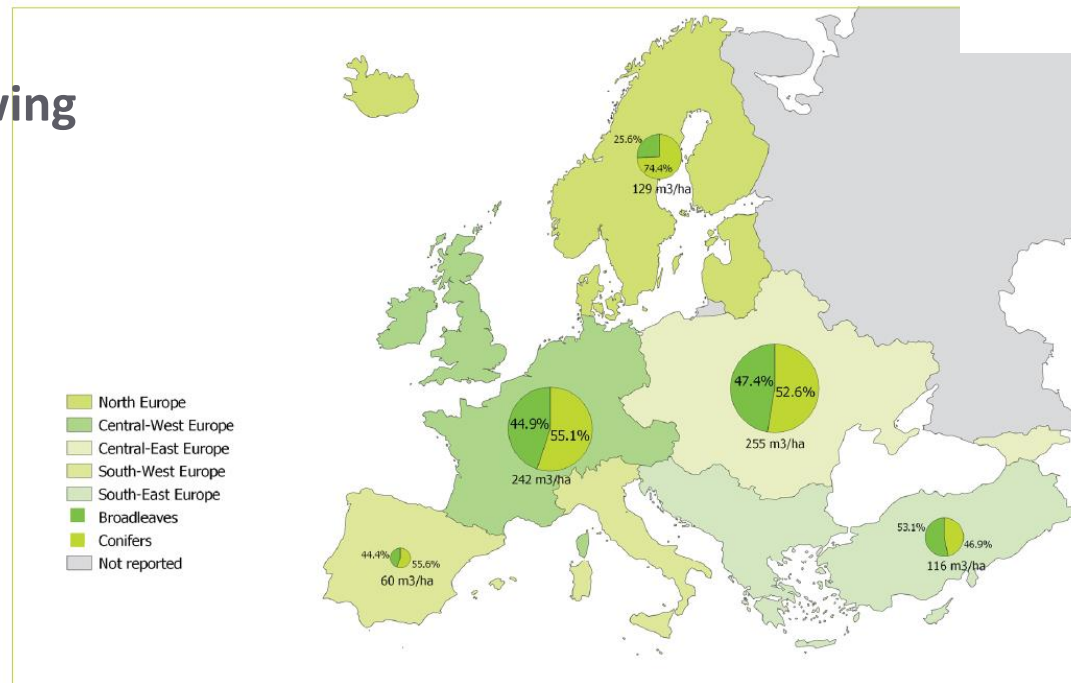 wing
25.6%
74.4%
129 m3/ha
47.4%
52.6%
255 m3/ha
44.9%
55.1%
242 m3/ha
North Europe
Central-West Europe
Central-East Europe
South-West Europe
South-East Europe
Broadleaves
Conifers
Not reported
44.4%
55.6%
60 m3/ha
53.1%
46.9%
116 m3/ha